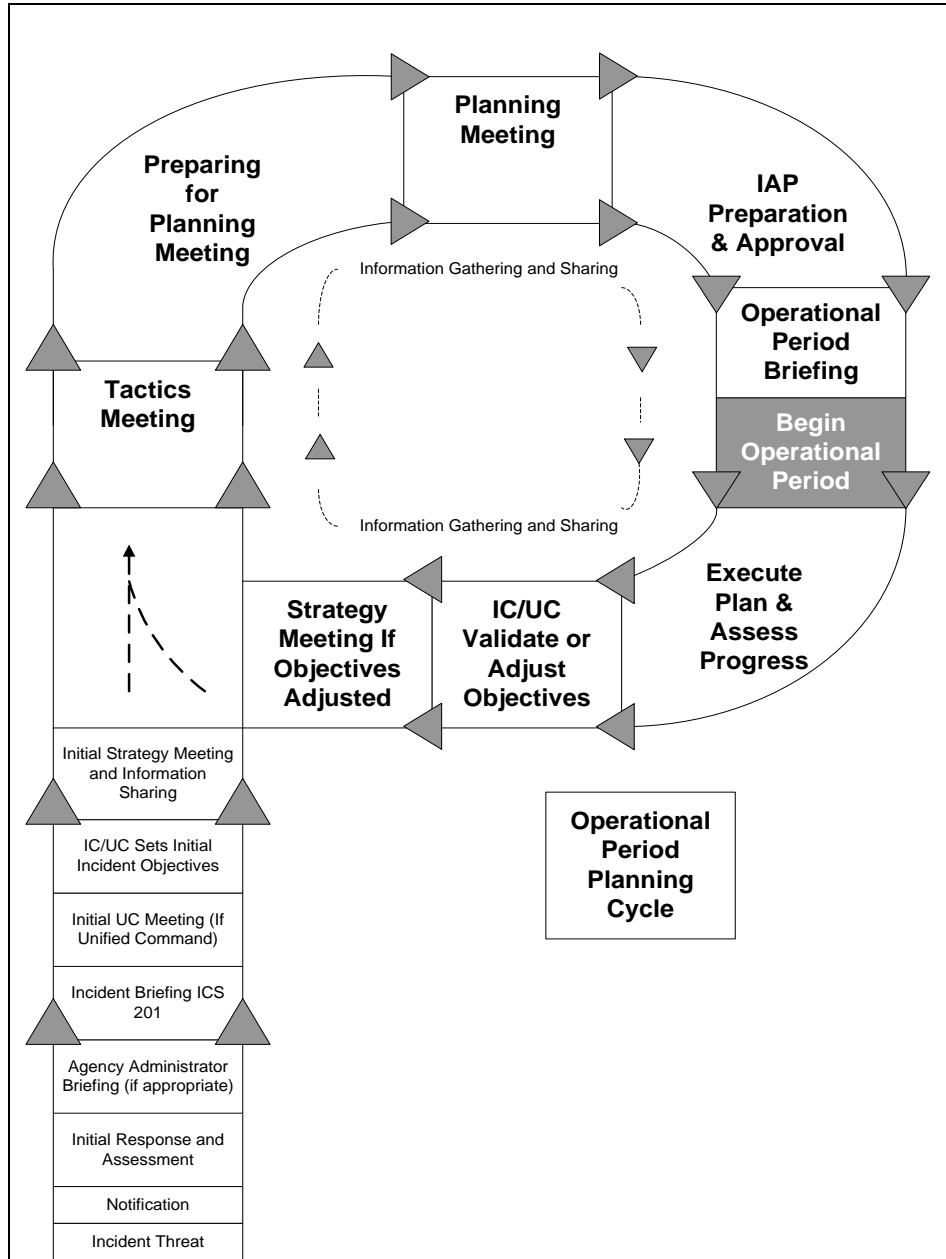 Planning
Meeting
Preparing
for
Planning
Meeting
IAP
Preparation
& Approval
Information Gathering and Sharing
Operational
Period
Briefing
Tactics
Meeting
Begin
Operational
Period
Information Gathering and Sharing
Execute
Plan &
Assess
Progress
Strategy
Meeting If
Objectives
Adjusted
IC/UC
Validate or
Adjust
Objectives
Initial Strategy Meeting
and Information
Sharing
IC/UC Sets Initial
Incident Objectives
Initial UC Meeting (If
Unified Command)
Incident Briefing ICS
201
Agency Administrator
Briefing (if appropriate)
Initial Response and
Assessment
Notification
Incident Threat
Operational
Period
Planning
Cycle